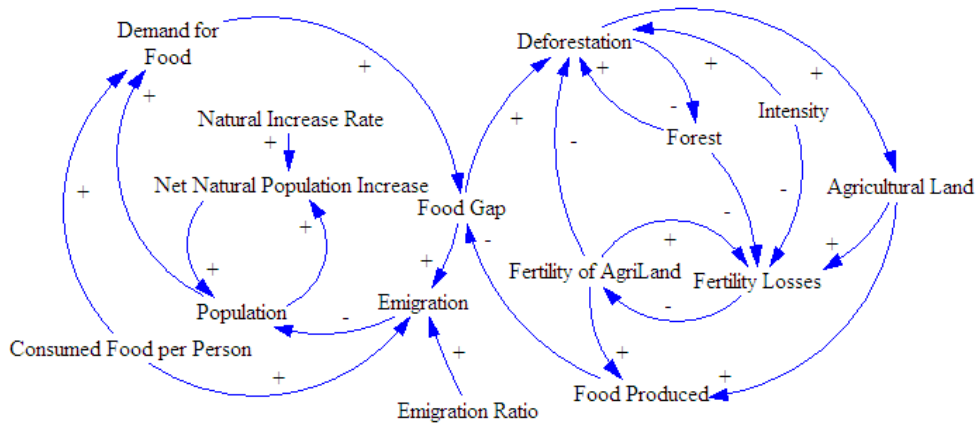 Demand for
Food
Deforestation
+
+
+
+
+
+
-
Natural Increase Rate
Intensity
+
+
-
Forest
Net Natural Population Increase
+
-
-
Agricultural Land
Food Gap
+
-
-
+
+
+
+
Fertility of AgriLand
Fertility Losses
Population
-
Emigration
-
Consumed Food per Person
+
+
+
+
Food Produced
Emigration Ratio